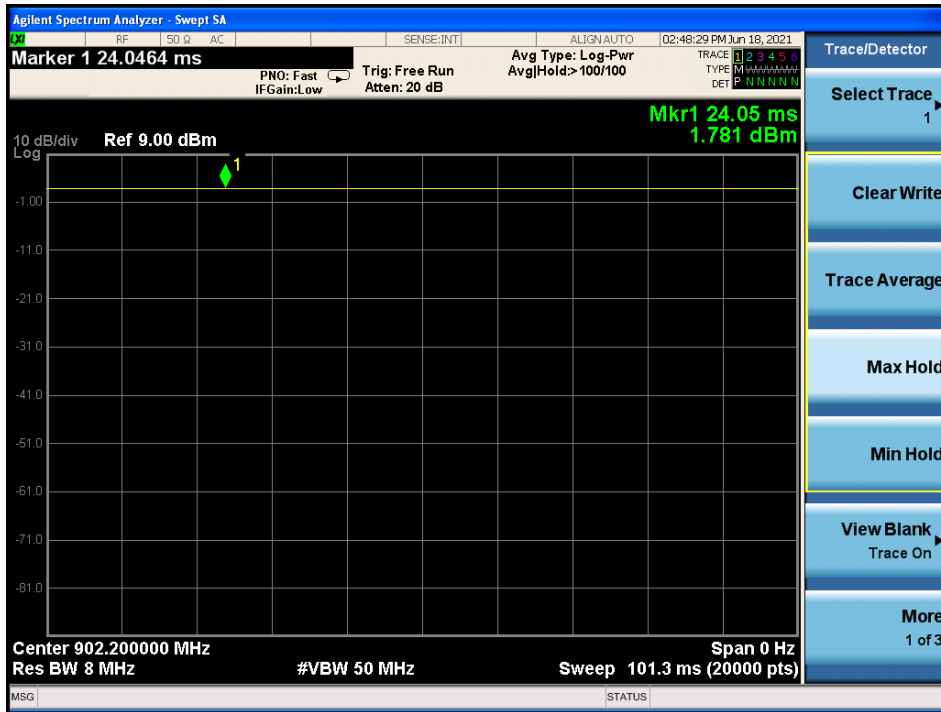 Agilent Spectrum Analyzer - Swept SA
LXI RF 50 Ω AC SENSE:INT ALIGN AUTO 02:48:29 PM Jun 18, 2021
Marker 1 24.0464 ms
PNO: Fast
IFGain:Low
Trig: Free Run
Atten: 20 dB
Avg Type: Log-Pwr
Avg|Hold:>100/100
TRACE 1 2 3 4 5 6
TYPE M WWWWW
DET P N N N N N
Mkr1 24.05 ms
1.781 dBm
10 dB/div Ref 9.00 dBm
Log
1
-1.00
-11.0
-21.0
-31.0
-41.0
-51.0
-61.0
-71.0
-81.0
Center 902.200000 MHz Span 0 Hz
Res BW 8 MHz #VBW 50 MHz Sweep 101.3 ms (20000 pts)
MSG STATUS
Trace/Detector
Select Trace
1
Clear Write
Trace Average
Max Hold
Min Hold
View Blank
Trace On
More
1 of 3